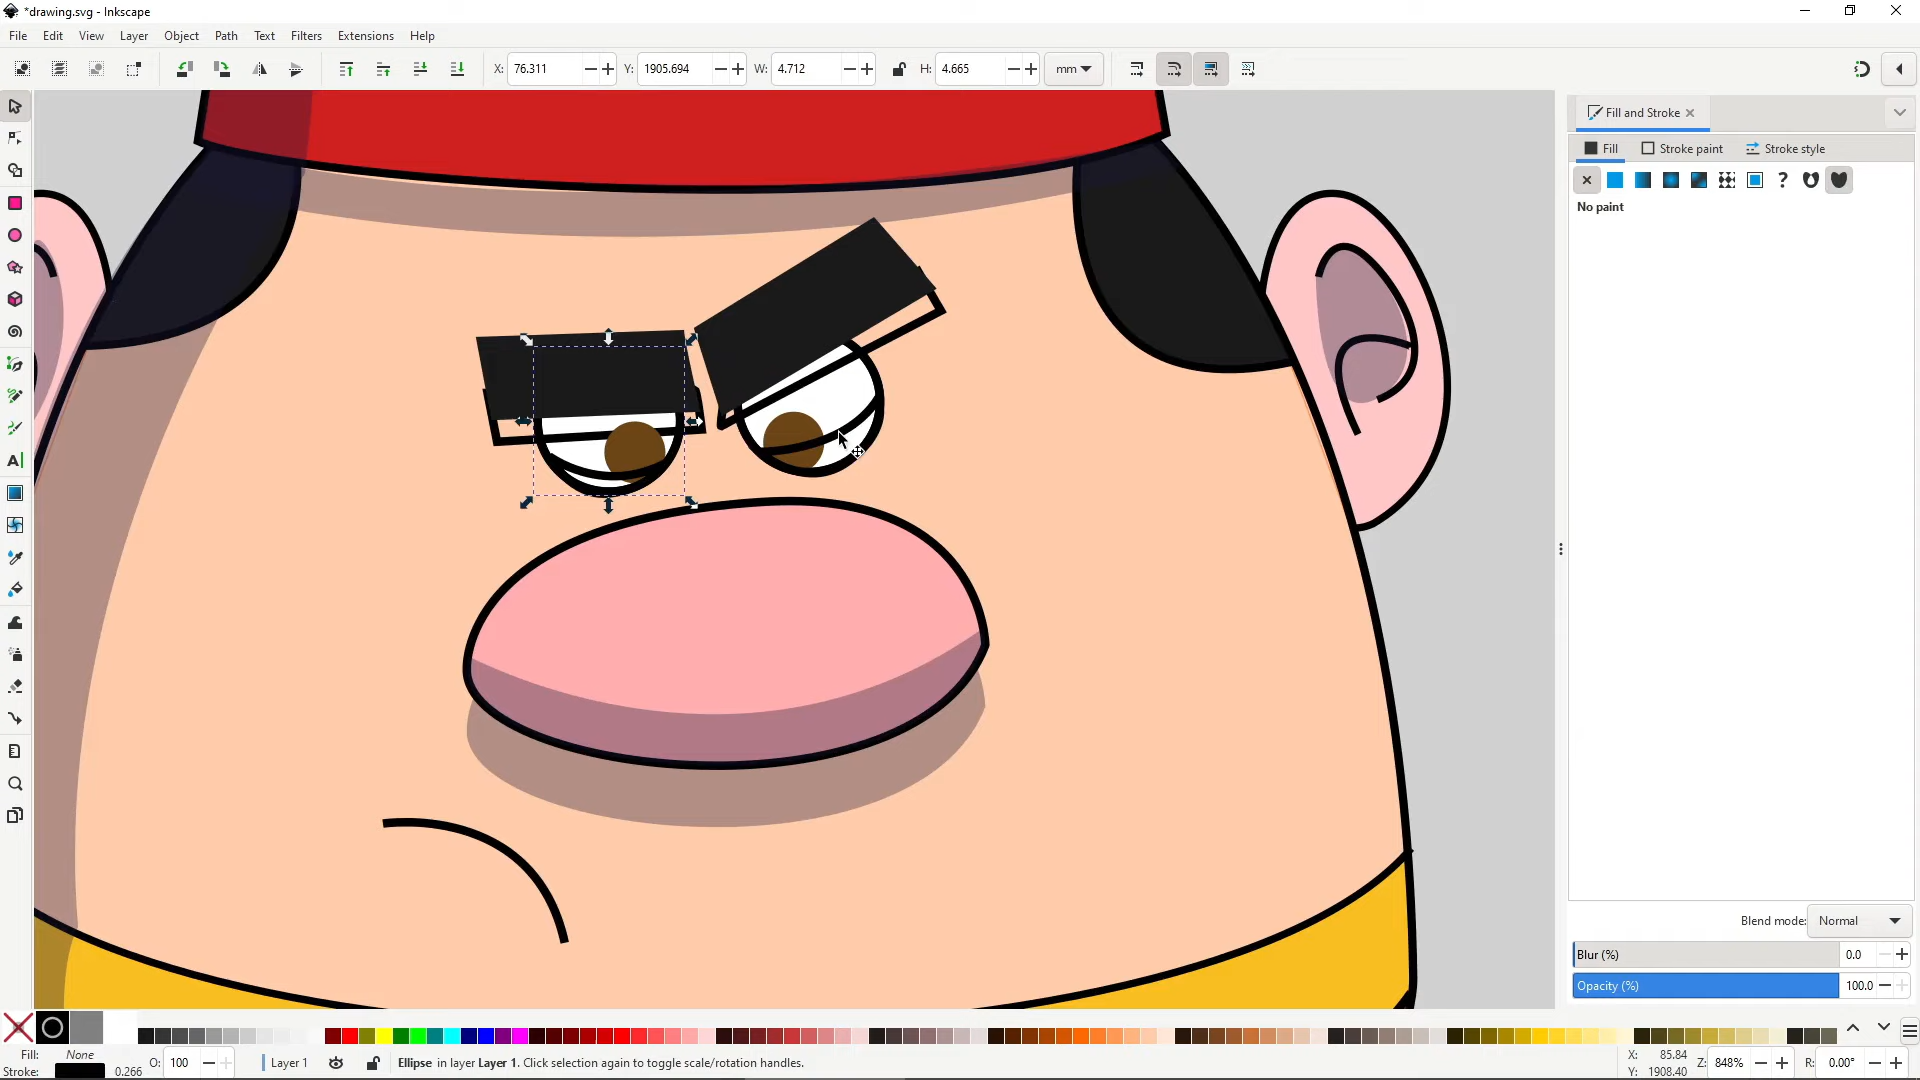 *drawing.svg - Inkscape
File Edit View Layer Object Path Text Filters Extensions Help
X: 76.311 Y: 1905.694 W: 4.712 H: 4.665 mm
Fill and Stroke
Fill Stroke paint Stroke style
?
No paint
A
Blend mode: Normal
Blur (%) 0.0
Opacity (%) 100.0
Fill: None
Stroke: 0.266
O: 100
Layer 1
Ellipse in layer Layer 1. Click selection again to toggle scale/rotation handles.
X: 85.84
Y: 1908.40
Z: 848%
R: 0.00°